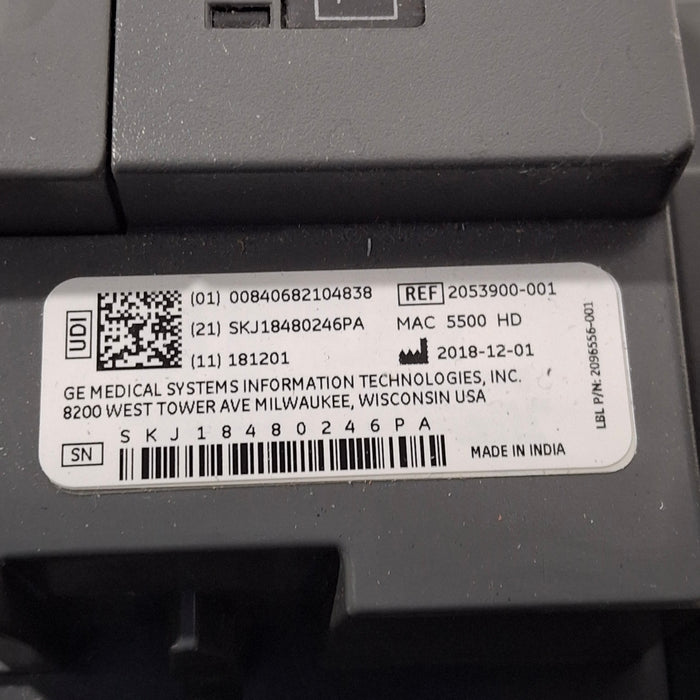 UDI
(01) 00840682104838
(21) SKJ18480246PA
(11) 181201
REF 2053900-001
MAC 5500 HD
2018-12-01
GE MEDICAL SYSTEMS INFORMATION TECHNOLOGIES, INC.
8200 WEST TOWER AVE MILWAUKEE, WISCONSIN USA
SN
SKJ18480246PA
MADE IN INDIA
LBL P/N: 2096556-001